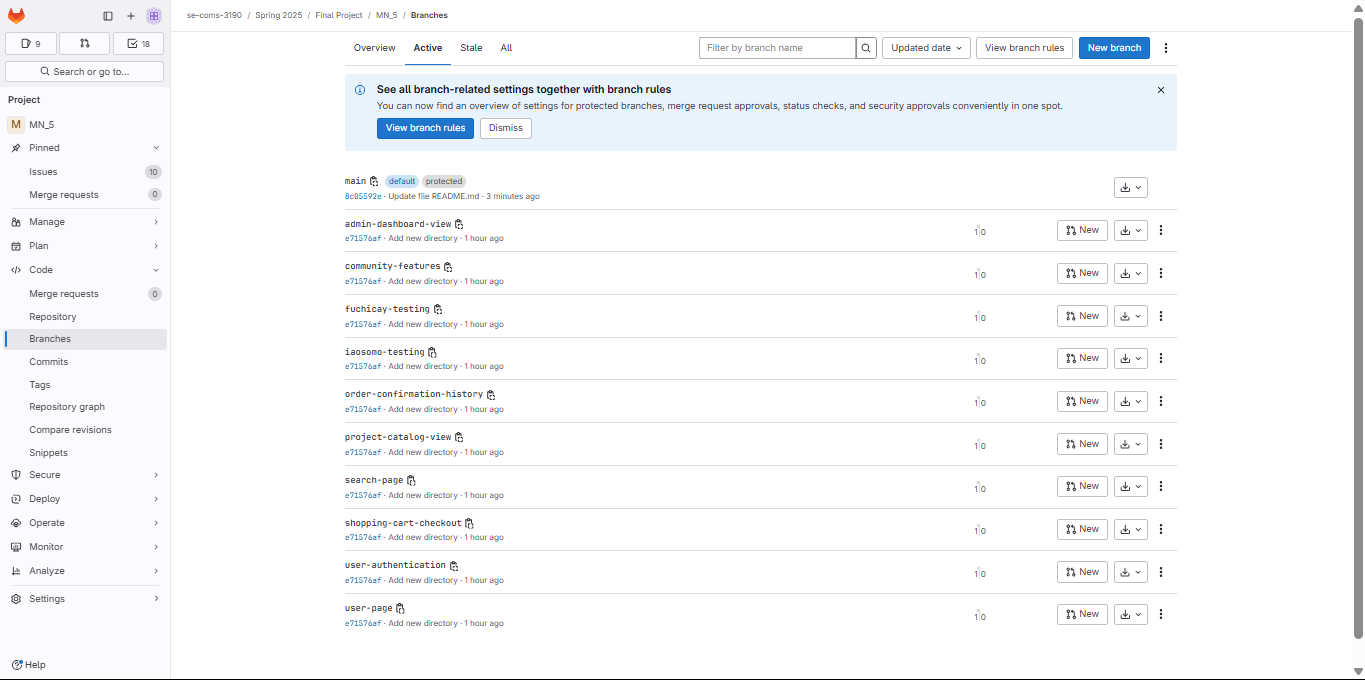 se-coms-3190 / Spring 2025 / Final Project / MN_5 / Branches
9 18
Search or go to...
Project
M MN_5
Pinned
Issues 10
Merge requests 0
Manage
Plan
Code
Merge requests 0
Repository
Branches
Commits
Tags
Repository graph
Compare revisions
Snippets
Secure
Deploy
Operate
Monitor
Analyze
Settings
Help
Overview Active Stale All Filter by branch name Updated date View branch rules New branch
See all branch-related settings together with branch rules
You can now find an overview of settings for protected branches, merge request approvals, status checks, and security approvals conveniently in one spot.
View branch rules Dismiss
main default protected
8c85592e · Update file README.md · 3 minutes ago
admin-dashboard-view
e71576af · Add new directory · 1 hour ago
1 0 New
community-features
e71576af · Add new directory · 1 hour ago
1 0 New
fuchicay-testing
e71576af · Add new directory · 1 hour ago
1 0 New
iaosomo-testing
e71576af · Add new directory · 1 hour ago
1 0 New
order-confirmation-history
e71576af · Add new directory · 1 hour ago
1 0 New
project-catalog-view
e71576af · Add new directory · 1 hour ago
1 0 New
search-page
e71576af · Add new directory · 1 hour ago
1 0 New
shopping-cart-checkout
e71576af · Add new directory · 1 hour ago
1 0 New
user-authentication
e71576af · Add new directory · 1 hour ago
1 0 New
user-page
e71576af · Add new directory · 1 hour ago
1 0 New